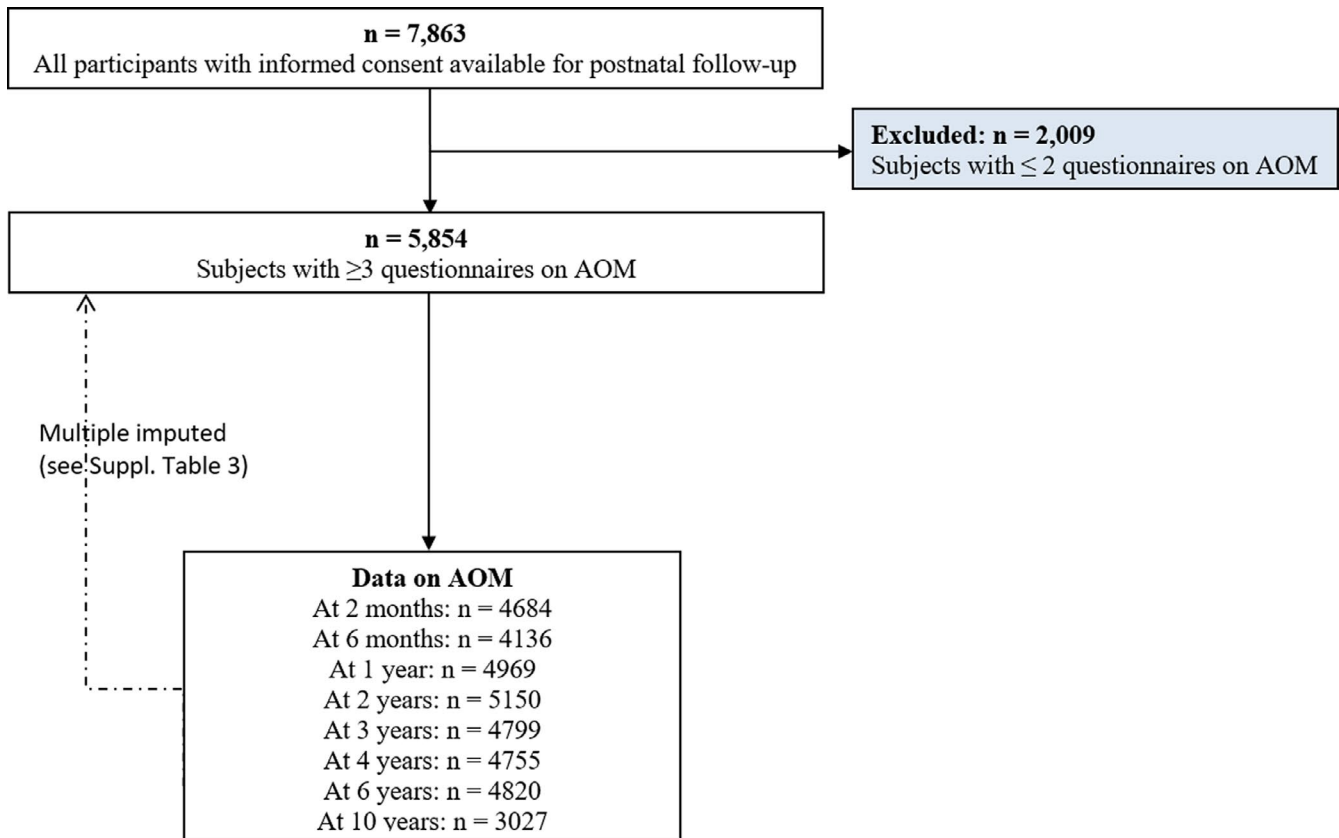 n = 7,863
All participants with informed consent available for postnatal follow-up
Excluded: n = 2,009
Subjects with ≤ 2 questionnaires on AOM
n = 5,854
Subjects with ≥3 questionnaires on AOM
Multiple imputed
(see Suppl. Table 3)
Data on AOM
At 2 months: n = 4684
At 6 months: n = 4136
At 1 year: n = 4969
At 2 years: n = 5150
At 3 years: n = 4799
At 4 years: n = 4755
At 6 years: n = 4820
At 10 years: n = 3027